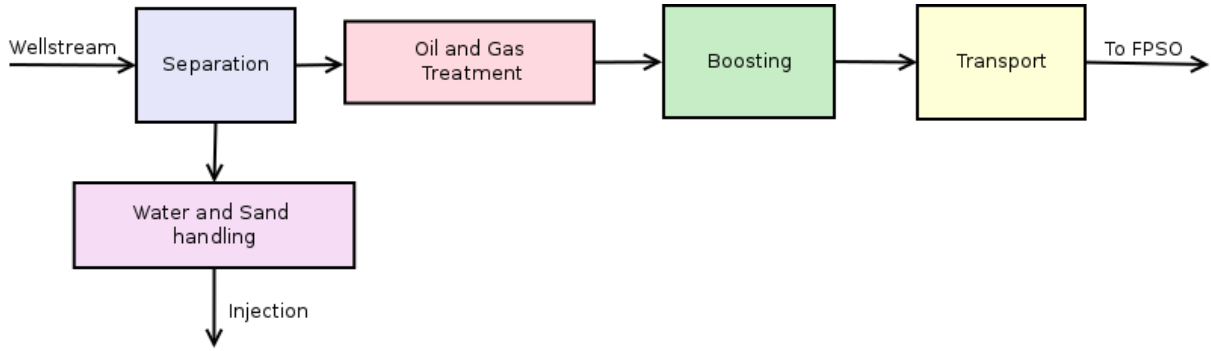 Wellstream
Separation
Oil and Gas
Treatment
Boosting
Transport
To FPSO
Water and Sand
handling
Injection